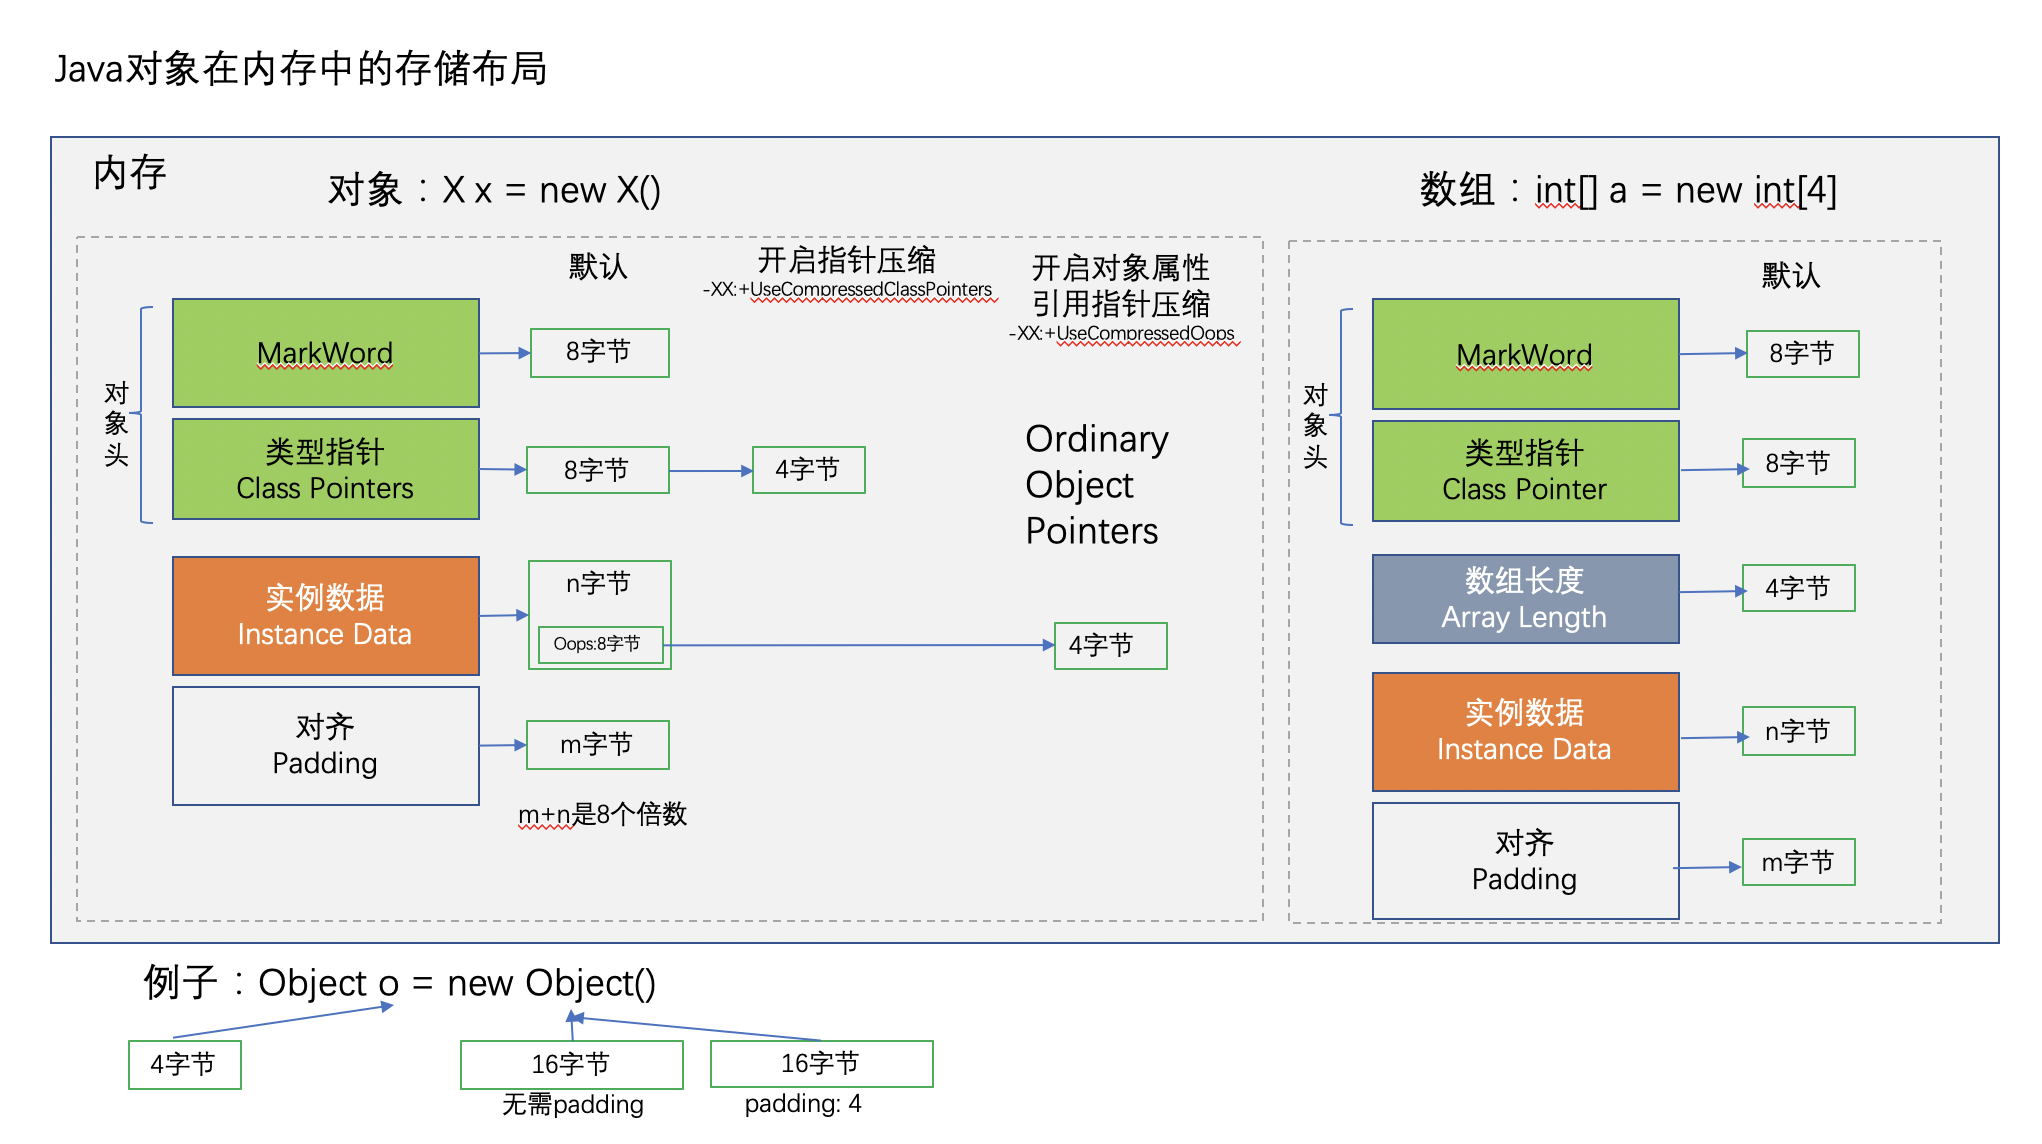 Java对象在内存中的存储布局
内存
对象：X x = new X()
默认
开启指针压缩
-XX:+UseCompressedClassPointers
开启对象属性
引用指针压缩
-XX:+UseCompressedOops
对象头
MarkWord
8字节
类型指针
Class Pointers
8字节
4字节
Ordinary
Object
Pointers
实例数据
Instance Data
n字节
Oops:8字节
4字节
对齐
Padding
m字节
m+n是8个倍数
数组：int[] a = new int[4]
默认
对象头
MarkWord
8字节
类型指针
Class Pointer
8字节
数组长度
Array Length
4字节
实例数据
Instance Data
n字节
对齐
Padding
m字节
例子：Object o = new Object()
4字节
16字节
无需padding
16字节
padding: 4